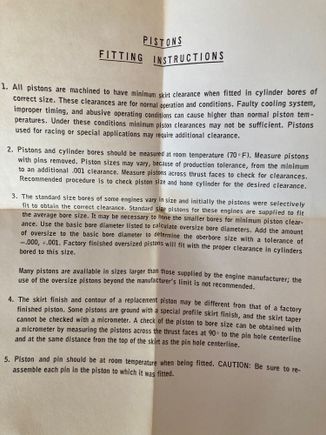 PISTONS
FITTING INSTRUCTIONS
1. All pistons are machined to have minimum skirt clearance when fitted in cylinder bores of
correct size. These clearances are for normal operation and conditions. Faulty cooling system,
improper timing, and abusive operating conditions can cause higher than normal piston tem-
peratures. Under these conditions minimum piston clearances may not be sufficient. Pistons
used for racing or special applications may require additional clearance.
2. Pistons and cylinder bores should be measured at room temperature (70°F). Measure pistons
with pins removed. Piston sizes may vary, because of production tolerance, from the minimum
to an additional .001 clearance. Measure pistons across thrust faces to check for clearances.
Recommended procedure is to check piston size and hone cylinder for the desired clearance.
3. The standard size bores of some engines vary in size and initially the pistons were selectively
fit to obtain the correct clearance. Standard size pistons for these engines are supplied to fit
the average bore size. It may be necessary to hone the smaller bores for minimum piston clear-
ance. Use the basic bore diameter listed to calculate oversize bore diameters. Add the amount
of oversize to the basic bore diameter to determine the oberbore size with a tolerance of
-.000, +.001. Factory finished oversized pistons will fit with the proper clearance in cylinders
bored to this size.
Many pistons are available in sizes larger than those supplied by the engine manufacturer; the
use of oversize pistons beyond the manufacturer's limit is not recommended.
4. The skirt finish and contour of a replacement piston may be different from that of a factory
finished piston. Some pistons are ground with a special profile skirt finish, and the skirt taper
cannot be checked with a micrometer. A check of the piston to bore size can be obtained with
a micrometer by measuring the pistons across the thrust faces at 90° to the pin hole centerline
and at the same distance from the top of the skirt as the pin hole centerline.
5. Piston and pin should be at room temperature when being fitted. CAUTION: Be sure to re-
assemble each pin in the piston to which it was fitted.